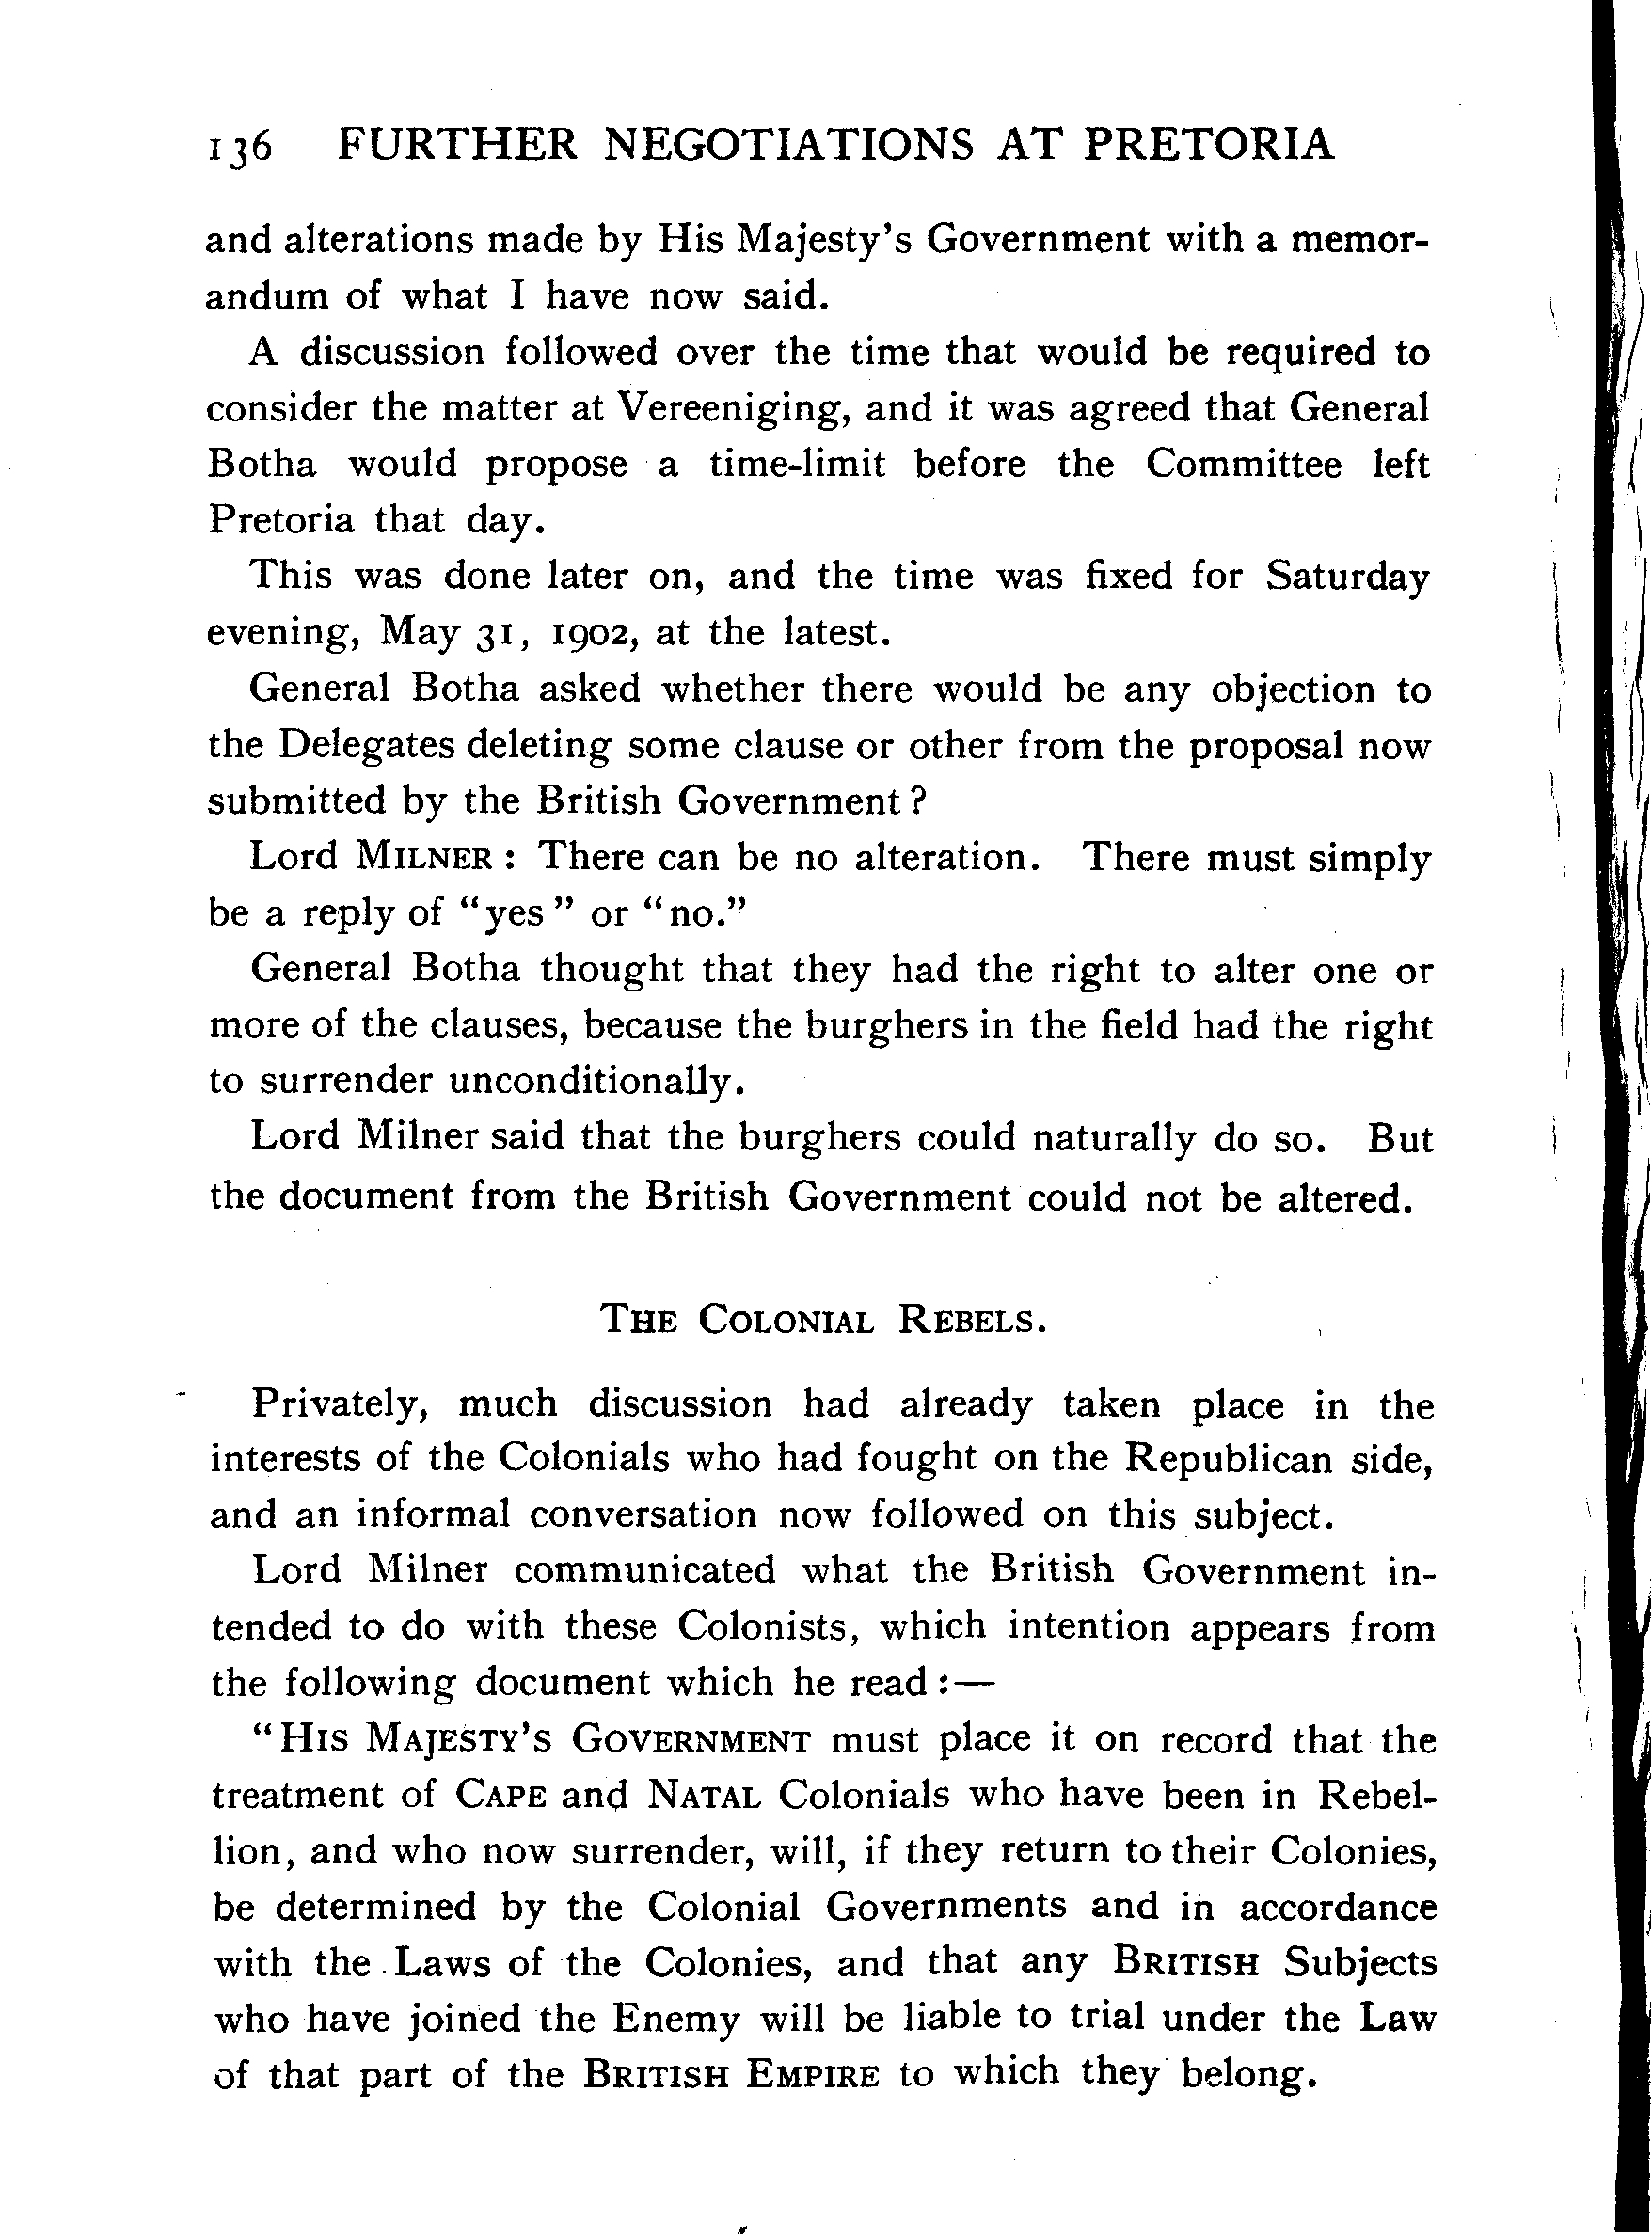 136 FURTHER NEGOTIATIONS AT PRETORIA
and alterations made by His Majesty's Government with a memor-
andum of what I have now said.
A discussion followed over the time that would be required to
consider the matter at Vereeniging, and it was agreed that General
Botha would propose a time-limit before the Committee left
Pretoria that day.
This was done later on, and the time was fixed for Saturday
evening, May 31, 1902, at the latest.
General Botha asked whether there would be any objection to
the Delegates deleting some clause or other from the proposal now
submitted by the British Government?
Lord MILNER: There can be no alteration. There must simply
be a reply of "yes" or "no."
General Botha thought that they had the right to alter one or
more of the clauses, because the burghers in the field had the right
to surrender unconditionally.
Lord Milner said that the burghers could naturally do so. But
the document from the British Government could not be altered.
THE COLONIAL REBELS.
Privately, much discussion had already taken place in the
interests of the Colonials who had fought on the Republican side,
and an informal conversation now followed on this subject.
Lord Milner communicated what the British Government in-
tended to do with these Colonists, which intention appears from
the following document which he read:—
"HIS MAJESTY'S GOVERNMENT must place it on record that the
treatment of CAPE and NATAL Colonials who have been in Rebel-
lion, and who now surrender, will, if they return to their Colonies,
be determined by the Colonial Governments and in accordance
with the Laws of the Colonies, and that any BRITISH Subjects
who have joined the Enemy will be liable to trial under the Law
of that part of the BRITISH EMPIRE to which they belong.